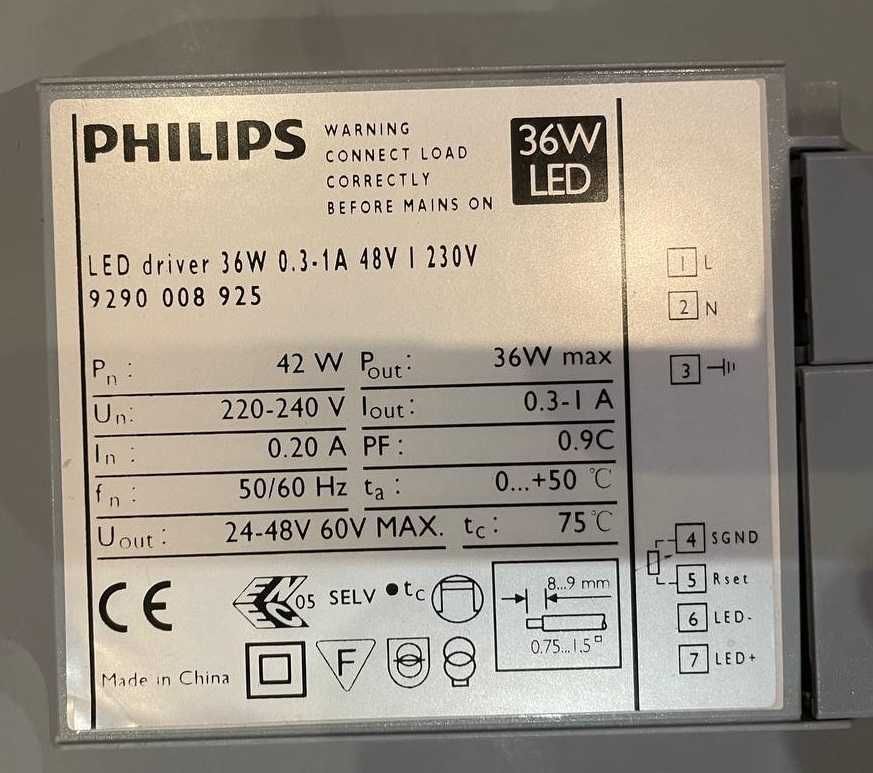 PHILIPS
WARNING
CONNECT LOAD
CORRECTLY
BEFORE MAINS ON
36W
LED
LED driver 36W 0.3-1A 48V I 230V
9290 008 925
Pn : 42 W Pout: 36W max
Un: 220-240 V Iout: 0.3-1 A
In : 0.20 A PF: 0.9C
fn : 50/60 Hz ta : 0...+50 °C
Uout : 24-48V 60V MAX. tc: 75°C
CE 05 SELV •tc
8...9 mm
0.75...1.5
Made in China
F
1 L
2 N
3
4 SGND
5 Rset
6 LED-
7 LED+